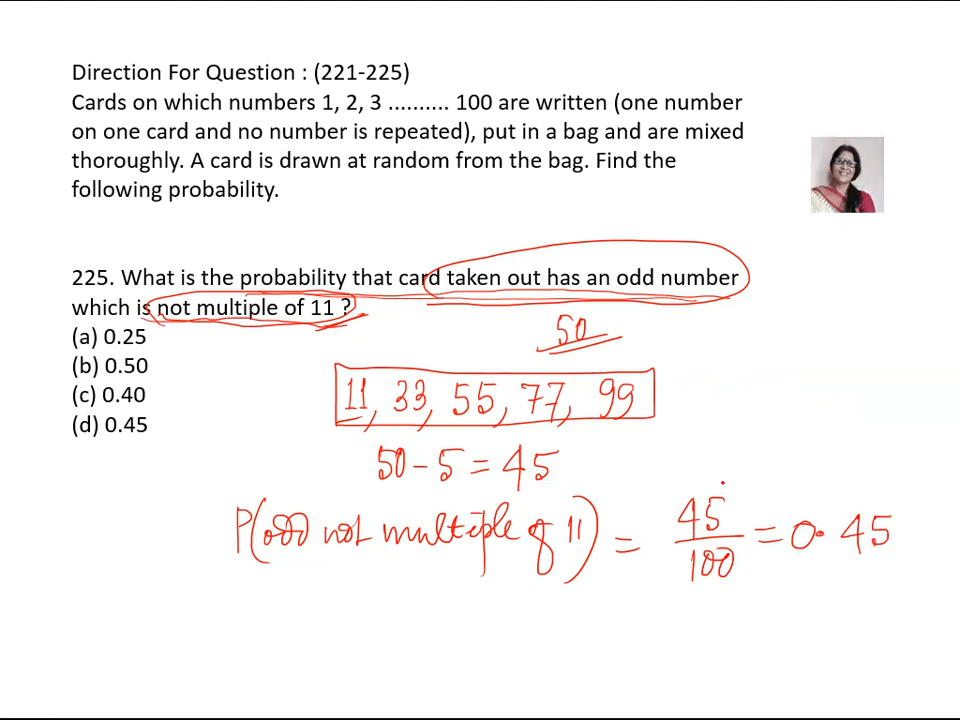 Direction For Question : (221-225)
Cards on which numbers 1, 2, 3 .......... 100 are written (one number
on one card and no number is repeated), put in a bag and are mixed
thoroughly. A card is drawn at random from the bag. Find the
following probability.
225. What is the probability that card taken out has an odd number
which is not multiple of 11 ?
(a) 0.25
(b) 0.50
(c) 0.40
(d) 0.45
50
11, 33, 55, 77, 99
50 - 5 = 45
P(odd not multiple of 11) = 45/100 = 0.45